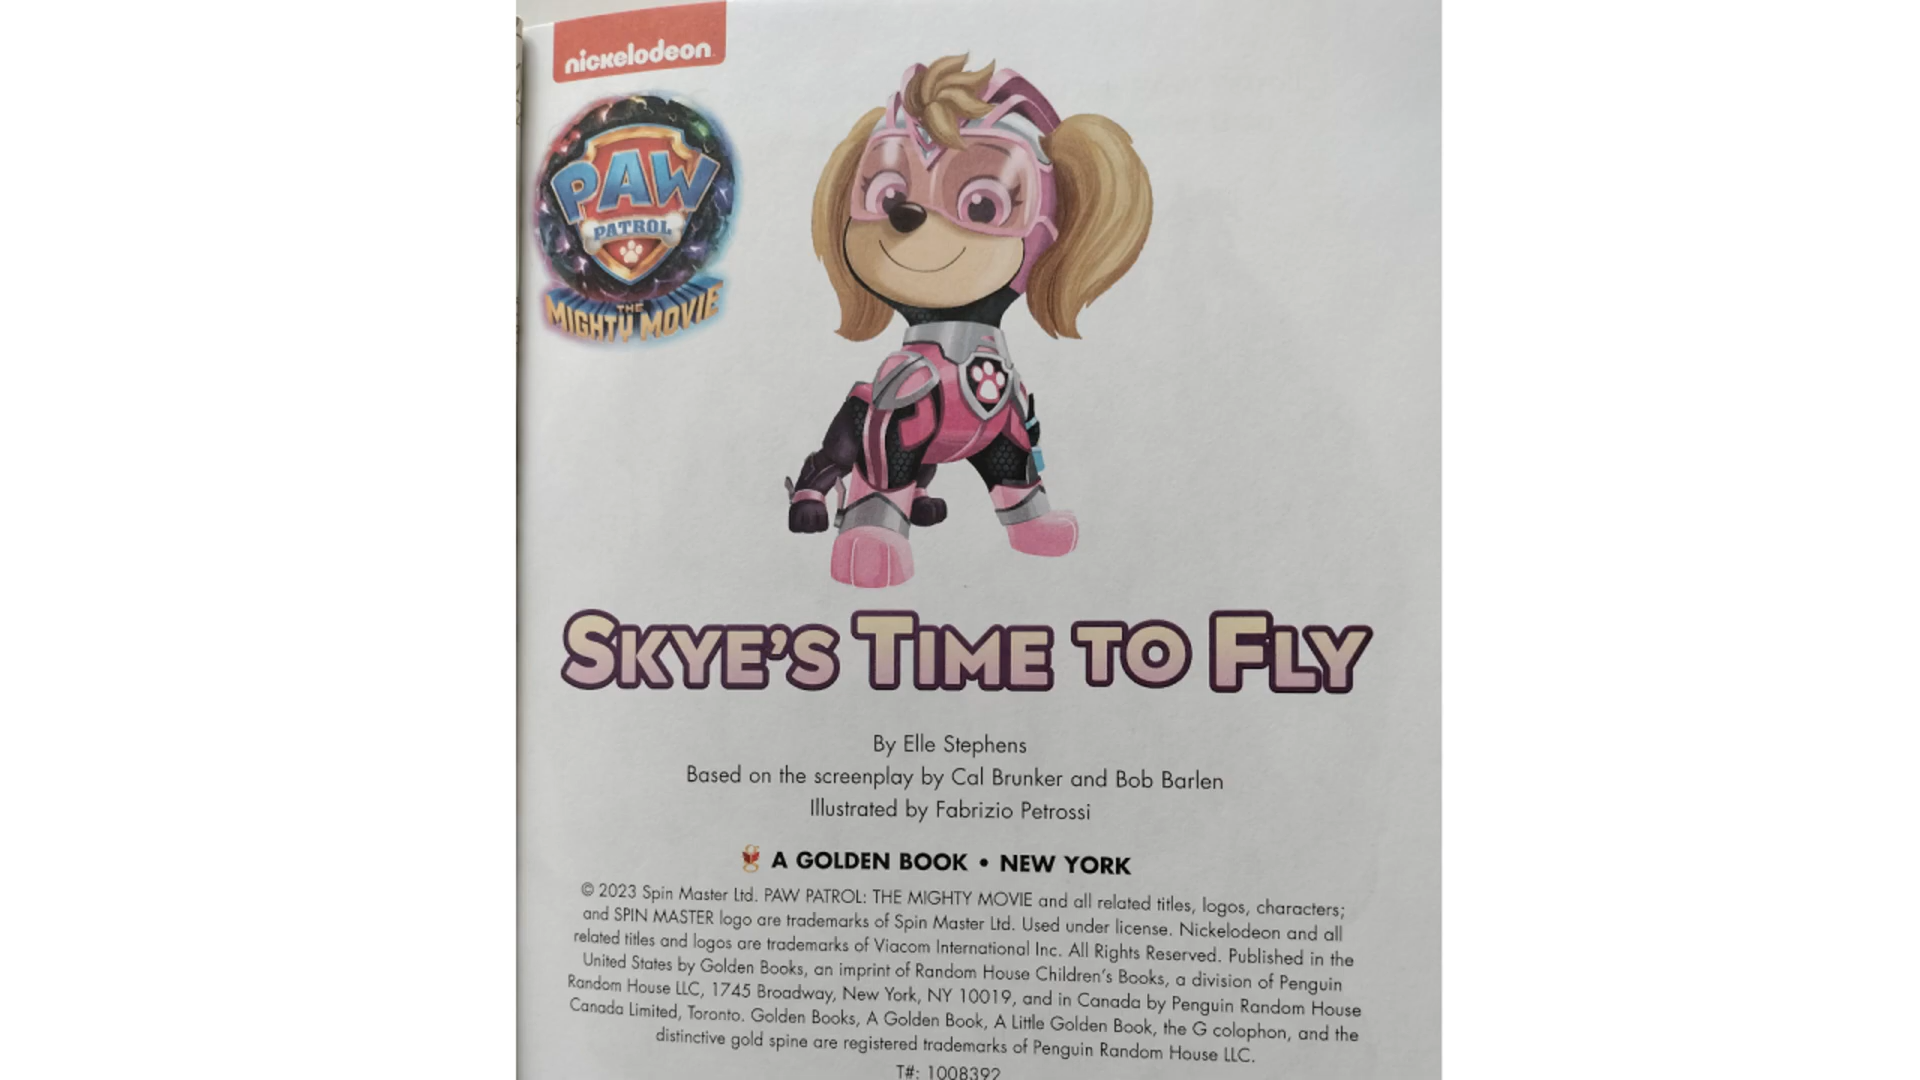 nickelodeon
PAW
PATROL
THE
MIGHTY MOVIE
SKYE'S TIME TO FLY
By Elle Stephens
Based on the screenplay by Cal Brunker and Bob Barlen
Illustrated by Fabrizio Petrossi
A GOLDEN BOOK • NEW YORK
© 2023 Spin Master Ltd. PAW PATROL: THE MIGHTY MOVIE and all related titles, logos, characters;
and SPIN MASTER logo are trademarks of Spin Master Ltd. Used under license. Nickelodeon and all
related titles and logos are trademarks of Viacom International Inc. All Rights Reserved. Published in the
United States by Golden Books, an imprint of Random House Children's Books, a division of Penguin
Random House LLC, 1745 Broadway, New York, NY 10019, and in Canada by Penguin Random House
Canada Limited, Toronto. Golden Books, A Golden Book, A Little Golden Book, the G colophon, and the
distinctive gold spine are registered trademarks of Penguin Random House LLC.
T#: 1008392